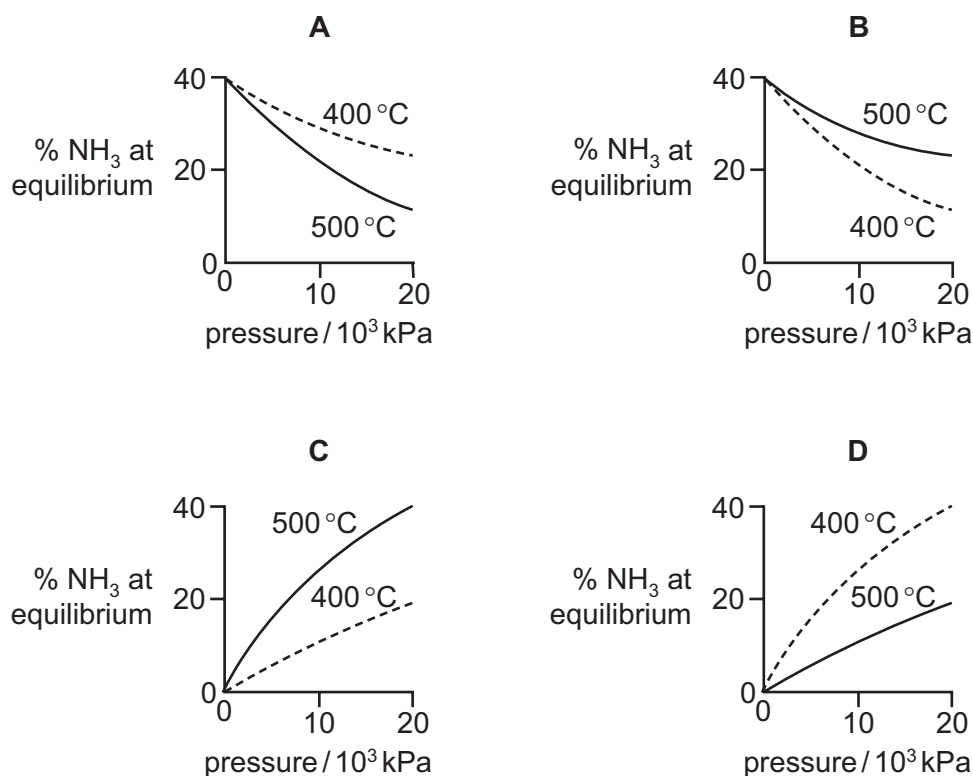 A
40
20
0
% NH₃ at
equilibrium
400 °C
500 °C
0
10
20
pressure / 10³ kPa
B
40
20
0
% NH₃ at
equilibrium
500 °C
400 °C
0
10
20
pressure / 10³ kPa
C
40
20
0
% NH₃ at
equilibrium
500 °C
400 °C
0
10
20
pressure / 10³ kPa
D
40
20
0
% NH₃ at
equilibrium
400 °C
500 °C
0
10
20
pressure / 10³ kPa